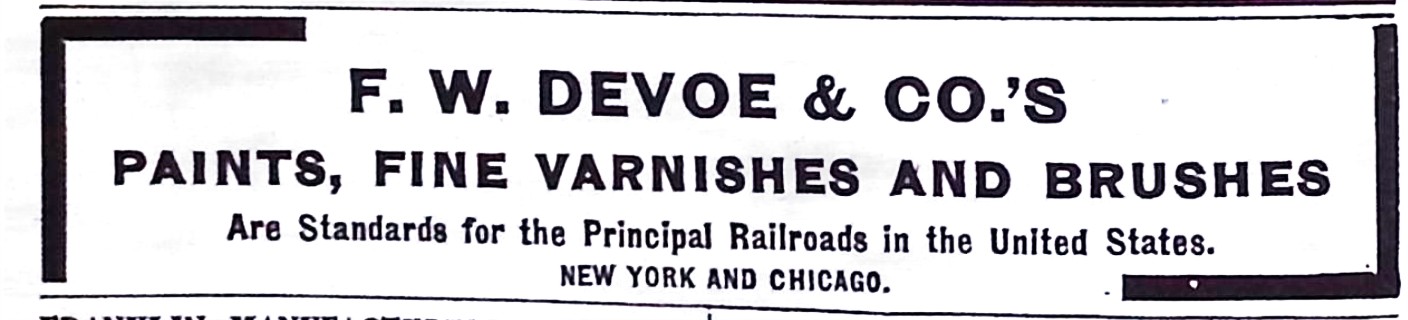 F. W. DEVOE & CO.'S
PAINTS, FINE VARNISHES AND BRUSHES
Are Standards for the Principal Railroads in the United States.
NEW YORK AND CHICAGO.